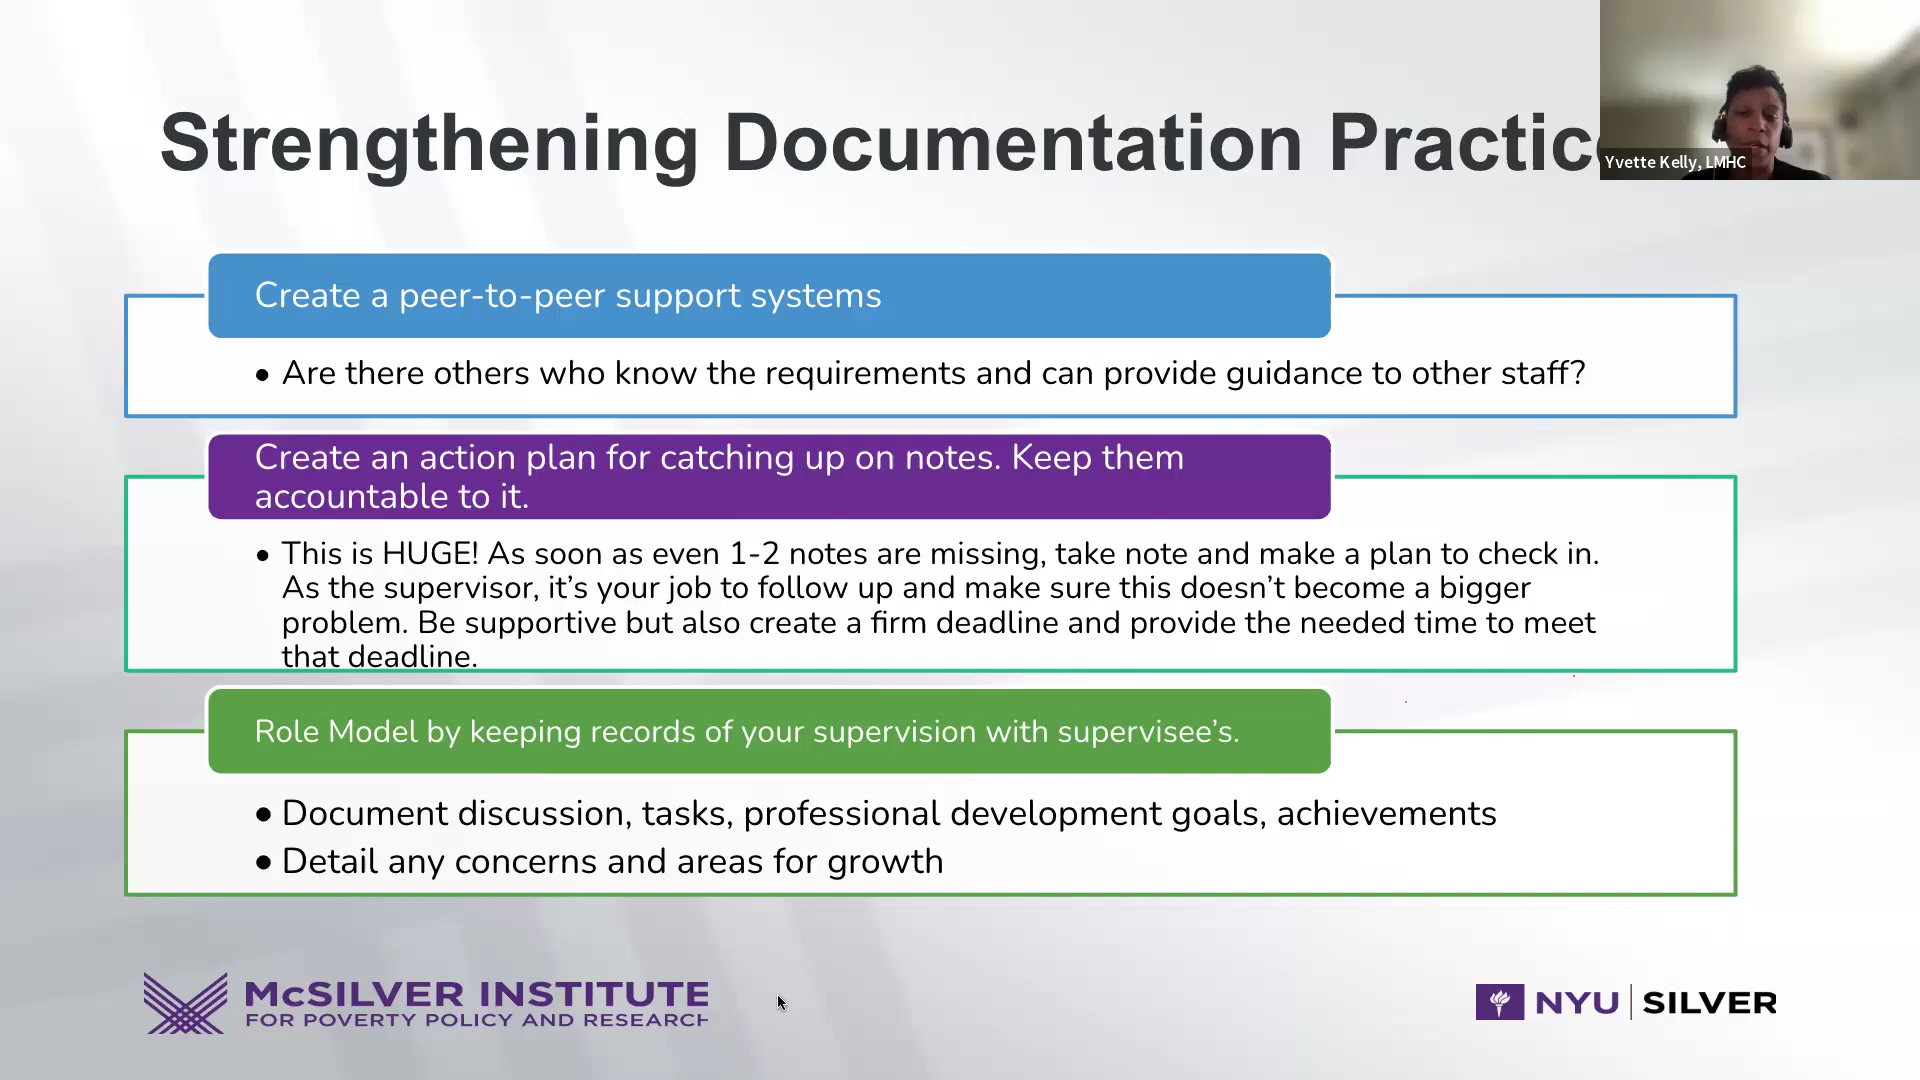 Strengthening Documentation Practic
Yvette Kelly, LMHC
Create a peer-to-peer support systems
• Are there others who know the requirements and can provide guidance to other staff?
Create an action plan for catching up on notes. Keep them
accountable to it.
• This is HUGE! As soon as even 1-2 notes are missing, take note and make a plan to check in.
As the supervisor, it’s your job to follow up and make sure this doesn’t become a bigger
problem. Be supportive but also create a firm deadline and provide the needed time to meet
that deadline.
Role Model by keeping records of your supervision with supervisee’s.
• Document discussion, tasks, professional development goals, achievements
• Detail any concerns and areas for growth
McSILVER INSTITUTE
FOR POVERTY POLICY AND RESEARCH
NYU | SILVER